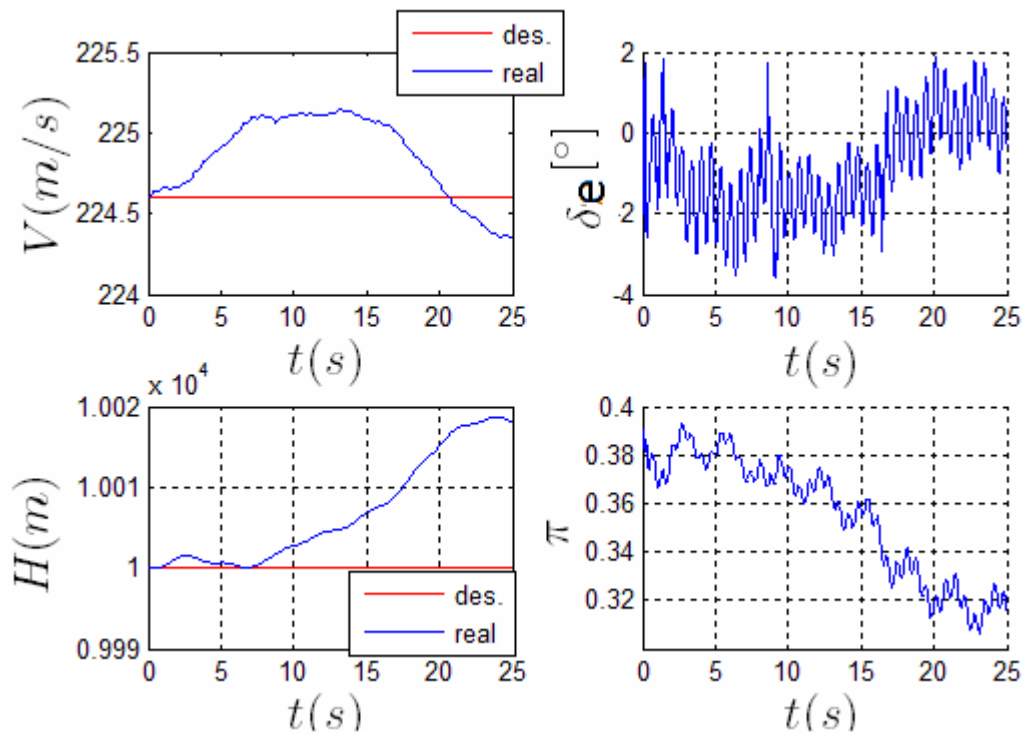 des.
real
225.5
225
224.5
224
V(m/s)
0 5 10 15 20 25
t(s)
2
0
-2
-4
δe[°]
0 5 10 15 20 25
t(s)
x 10⁴
1.002
1.001
1
0.999
H(m)
des.
real
0 5 10 15 20 25
t(s)
0.4
0.38
0.36
0.34
0.32
π
0 5 10 15 20 25
t(s)